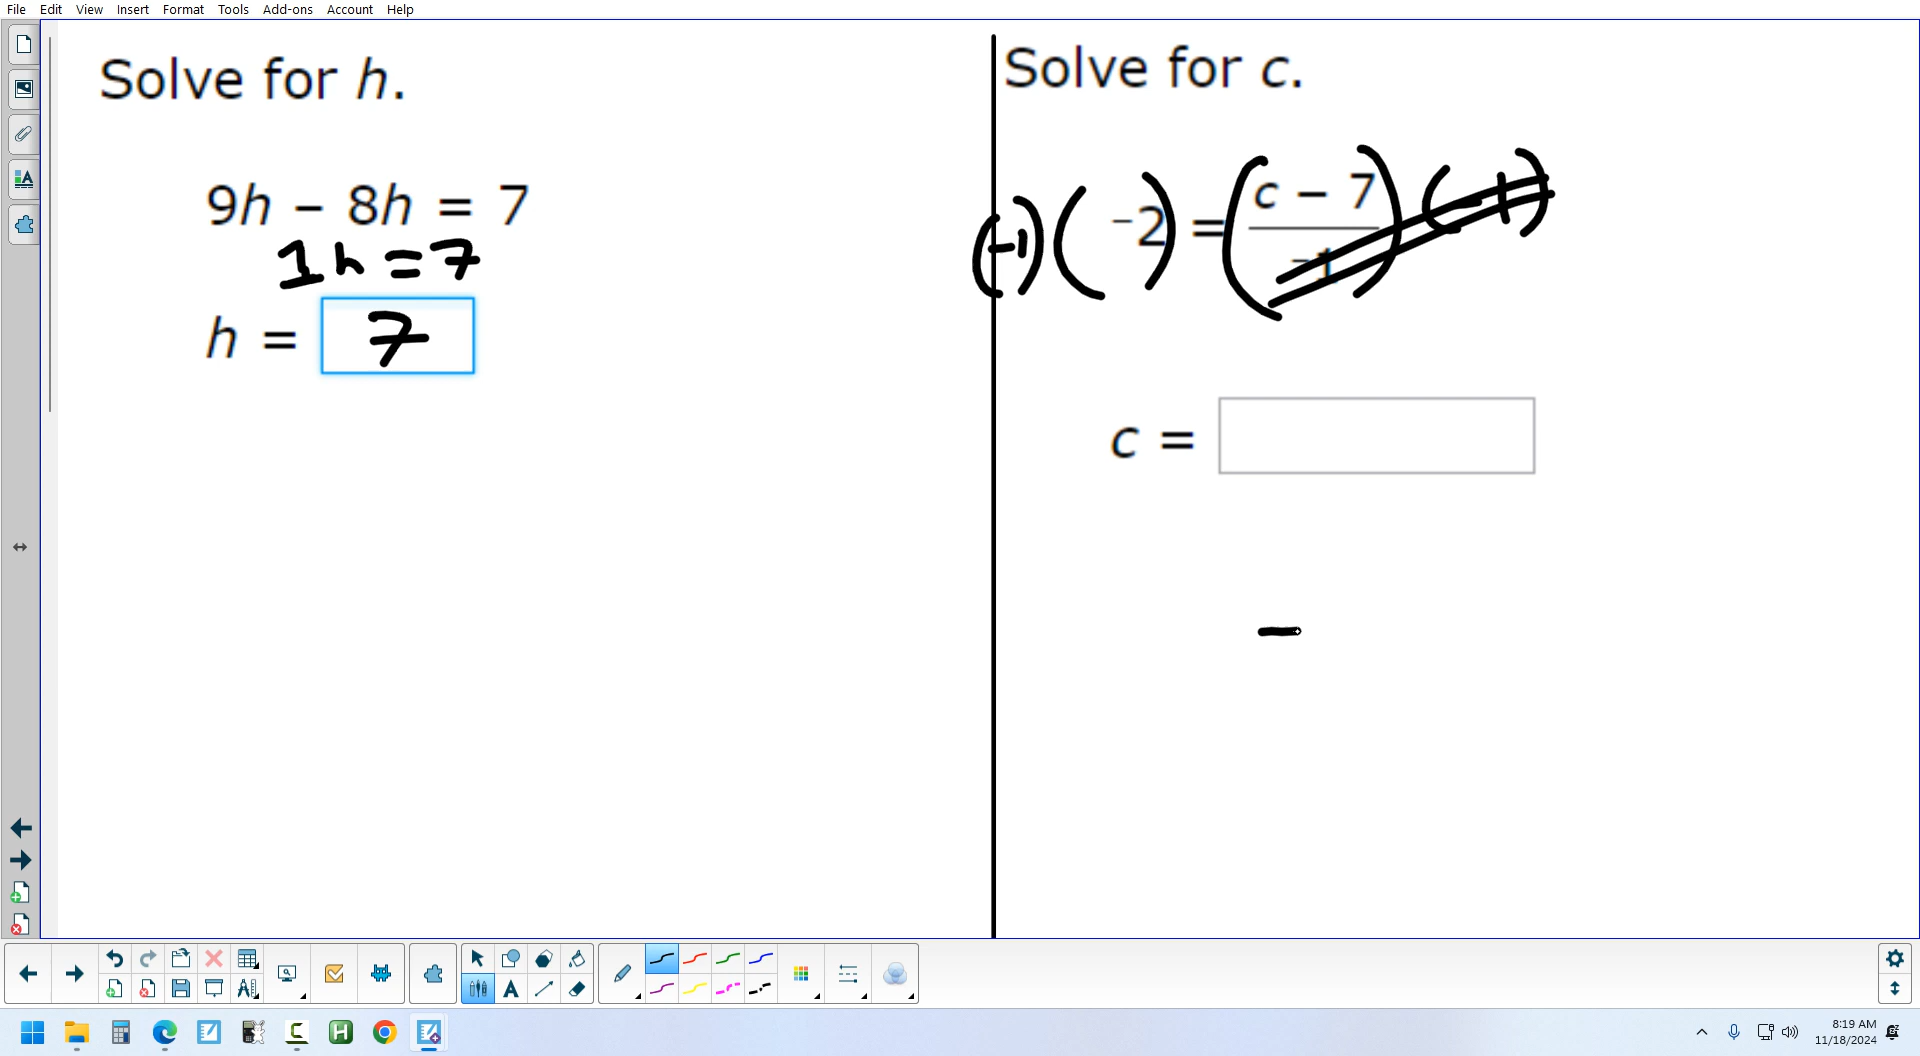 File Edit View Insert Format Tools Add-ons Account Help
Solve for h.
9h – 8h = 7
1h = 7
h = 7
Solve for c.
(-1)( -2) = (c – 7 / -1)(-1)
c =
–
8:19 AM
11/18/2024